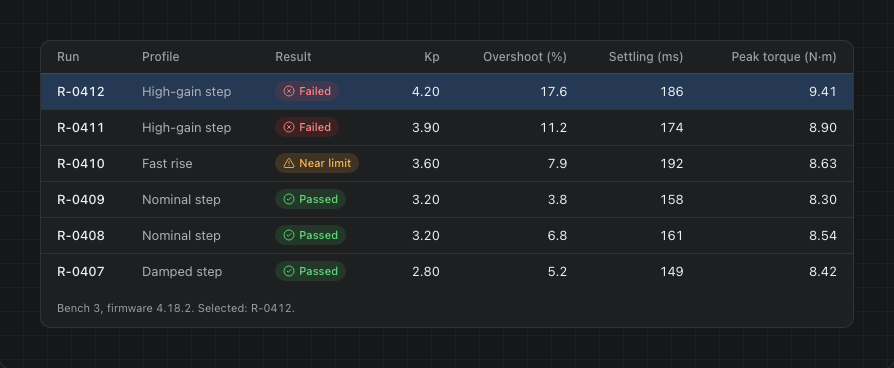 Run Profile Result Kp Overshoot (%) Settling (ms) Peak torque (N·m)
R-0412 High-gain step Failed 4.20 17.6 186 9.41
R-0411 High-gain step Failed 3.90 11.2 174 8.90
R-0410 Fast rise Near limit 3.60 7.9 192 8.63
R-0409 Nominal step Passed 3.20 3.8 158 8.30
R-0408 Nominal step Passed 3.20 6.8 161 8.54
R-0407 Damped step Passed 2.80 5.2 149 8.42
Bench 3, firmware 4.18.2. Selected: R-0412.